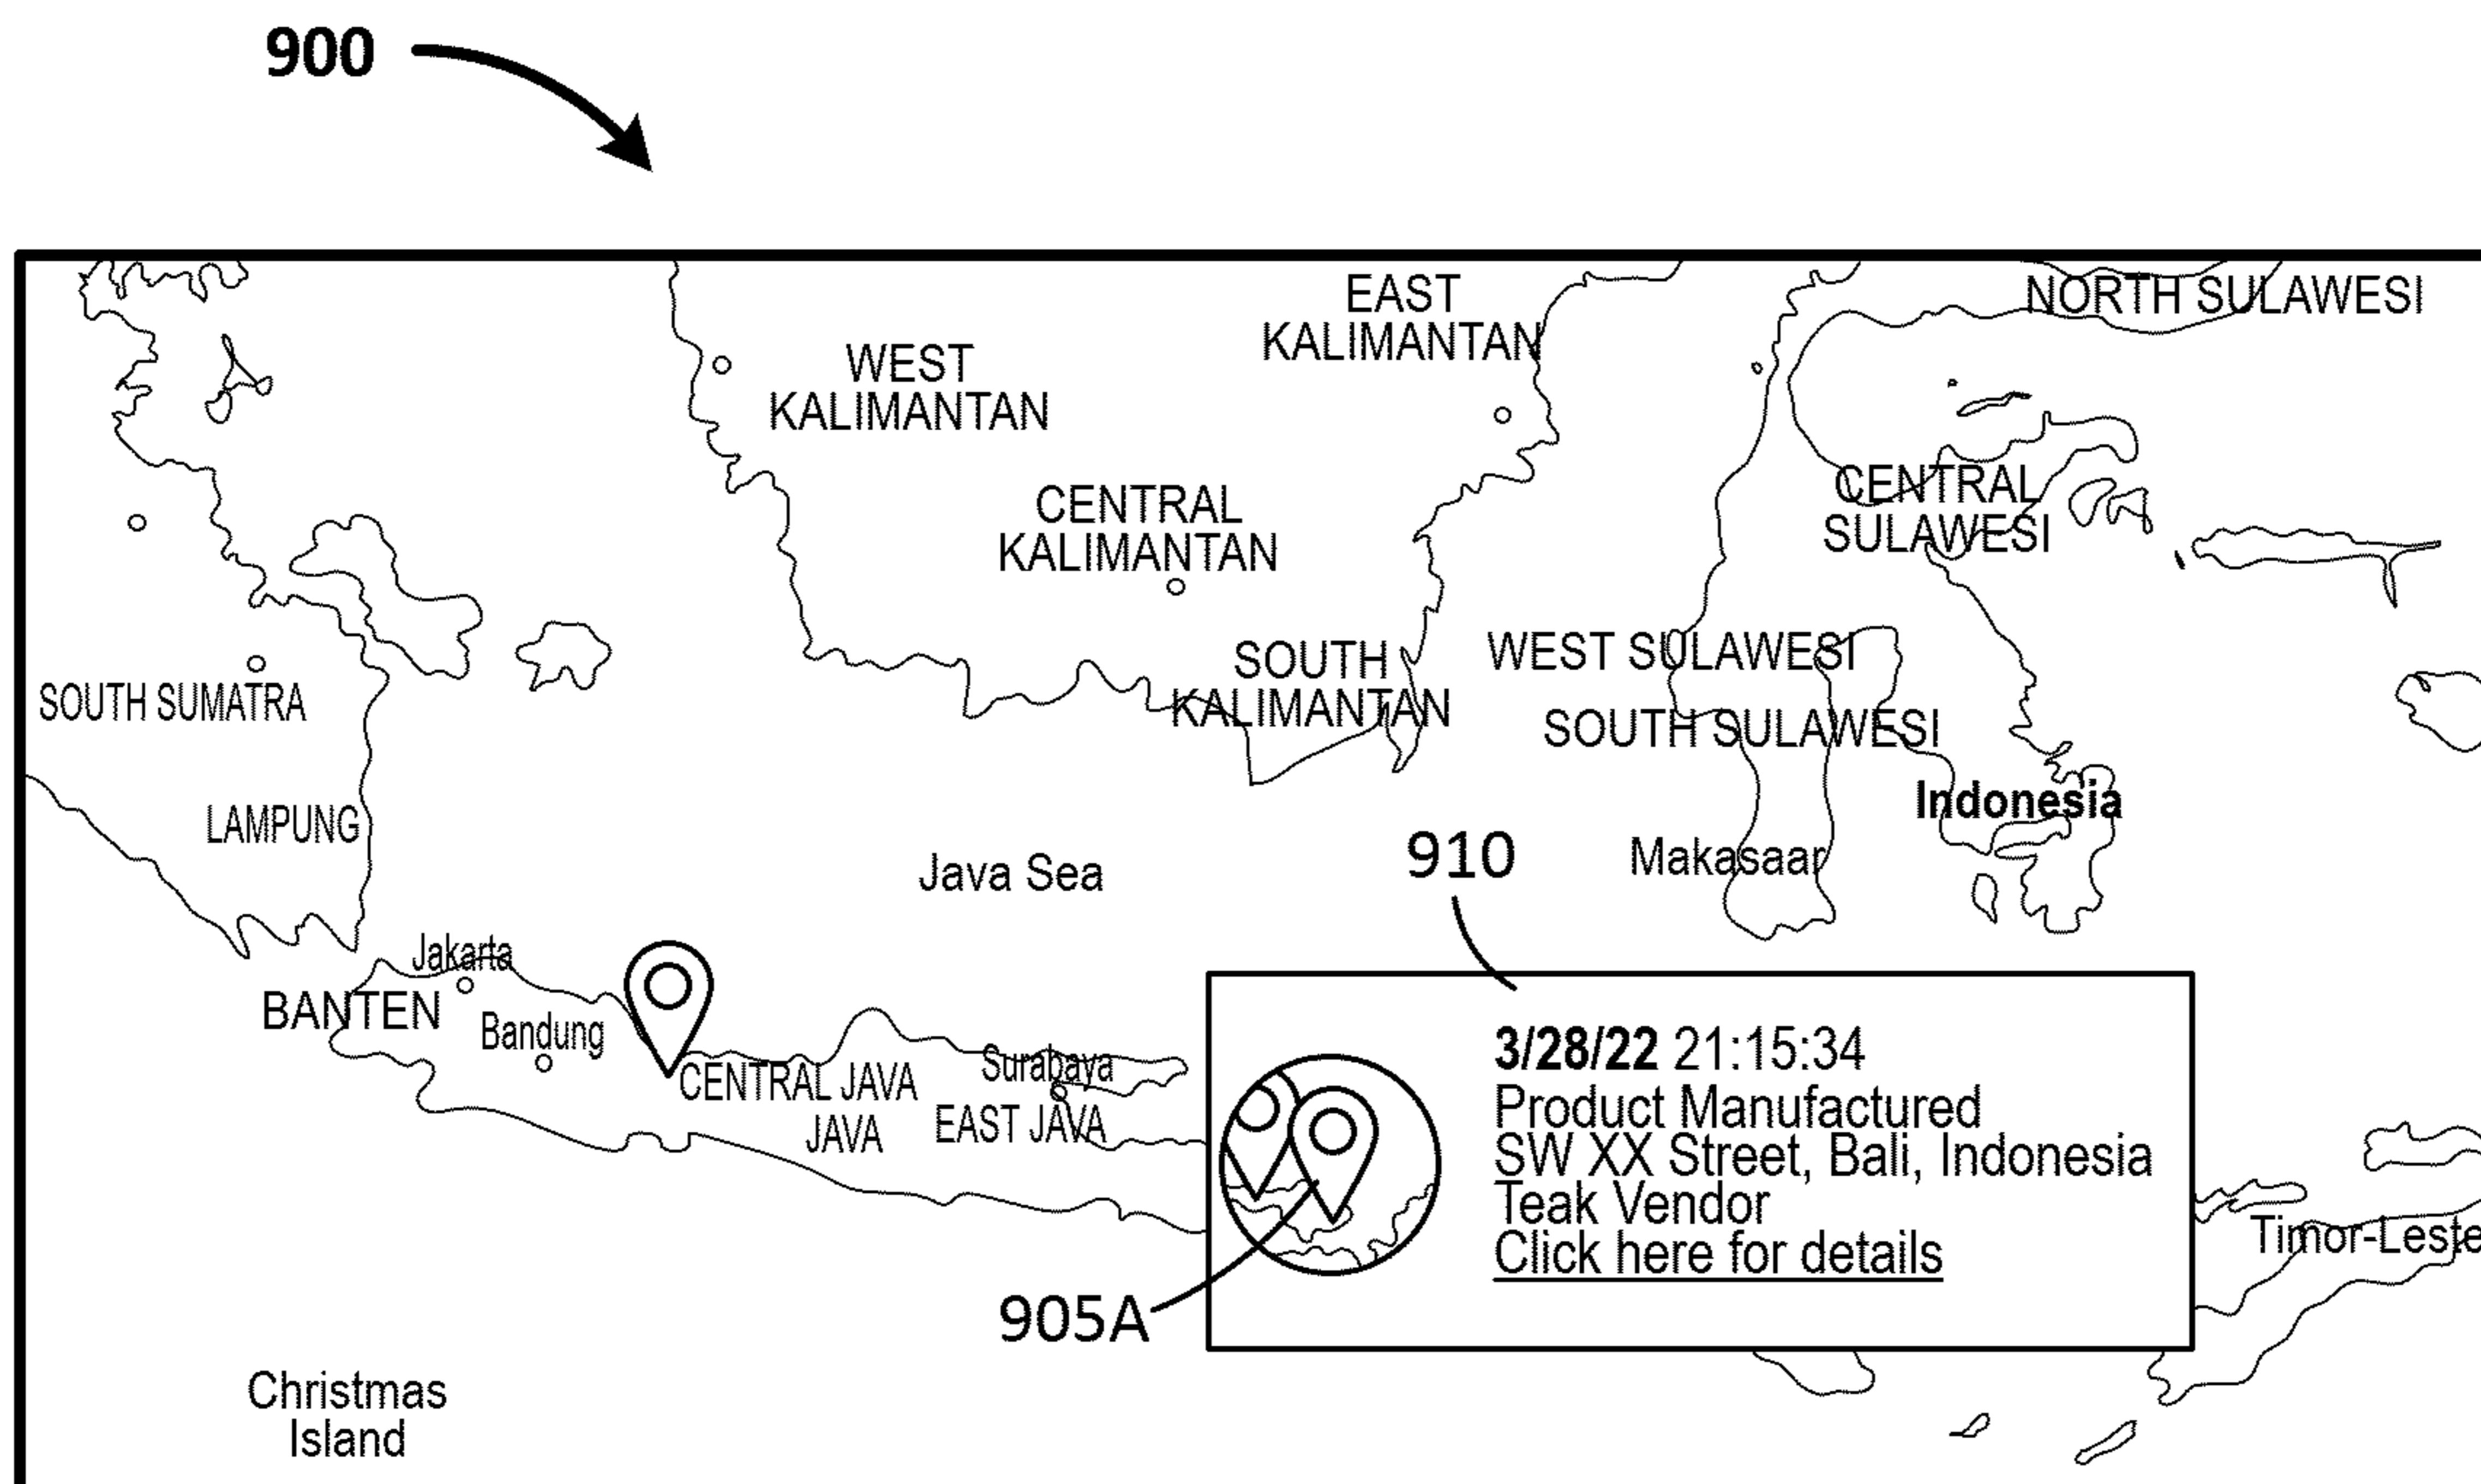 900
EAST
KALIMANTAN
NORTH SULAWESI
WEST
KALIMANTAN
CENTRAL
KALIMANTAN
CENTRAL
SULAWESI
SOUTH
KALIMANTAN
WEST SULAWESI
SOUTH SUMATRA
SOUTH SULAWESI
Indonesia
LAMPUNG
910
Makasaar
Java Sea
Jakarta
BANTEN
Bandung
CENTRAL JAVA
JAVA
Surabaya
EAST JAVA
3/28/22 21:15:34
Product Manufactured
SW XX Street, Bali, Indonesia
Teak Vendor
Click here for details
Timor-Leste
905A
Christmas
Island